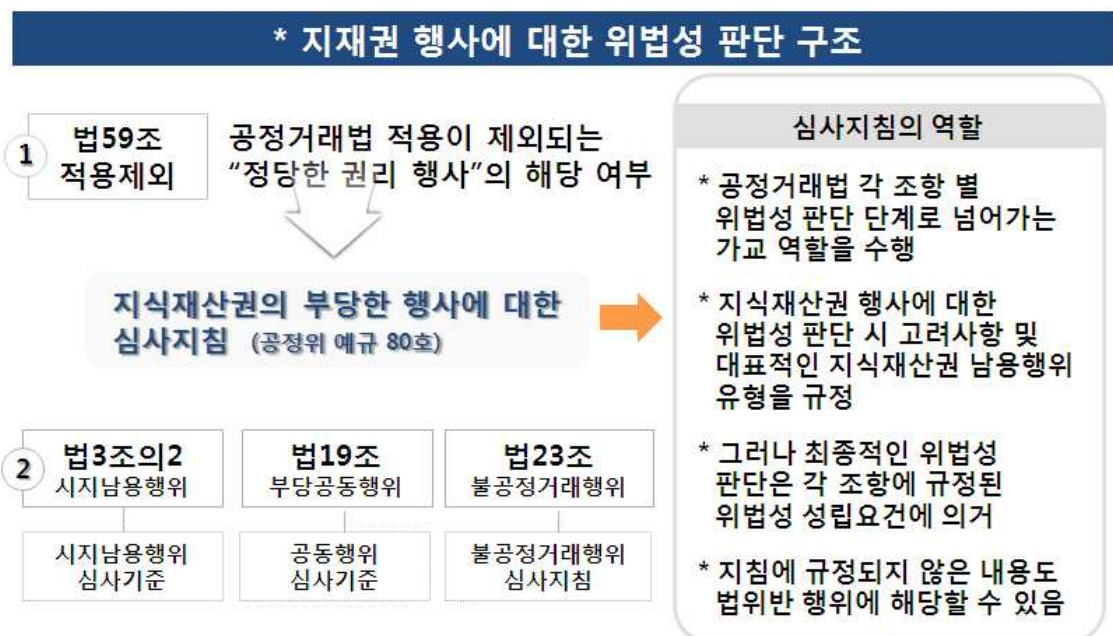 * 지재권 행사에 대한 위법성 판단 구조
1
법59조
적용제외
공정거래법 적용이 제외되는
“정당한 권리 행사”의 해당 여부
지식재산권의 부당한 행사에 대한
심사지침 (공정위 예규 80호)
2
법3조의2
시지남용행위
법19조
부당공동행위
법23조
불공정거래행위
시지남용행위
심사기준
공동행위
심사기준
불공정거래행위
심사지침
심사지침의 역할
* 공정거래법 각 조항 별
위법성 판단 단계로 넘어가는
가교 역할을 수행
* 지식재산권 행사에 대한
위법성 판단 시 고려사항 및
대표적인 지식재산권 남용행위
유형을 규정
* 그러나 최종적인 위법성
판단은 각 조항에 규정된
위법성 성립요건에 의거
* 지침에 규정되지 않은 내용도
법위반 행위에 해당할 수 있음